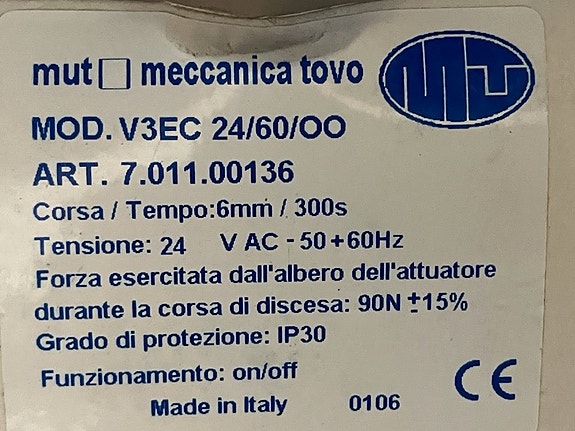 mut□ meccanica tovo
MUT
MOD. V3EC 24/60/OO
ART. 7.011.00136
Corsa / Tempo:6mm / 300s
Tensione: 24 V AC - 50+60Hz
Forza esercitata dall'albero dell'attuatore
durante la corsa di discesa: 90N ±15%
Grado di protezione: IP30
Funzionamento: on/off
CE
Made in Italy 0106